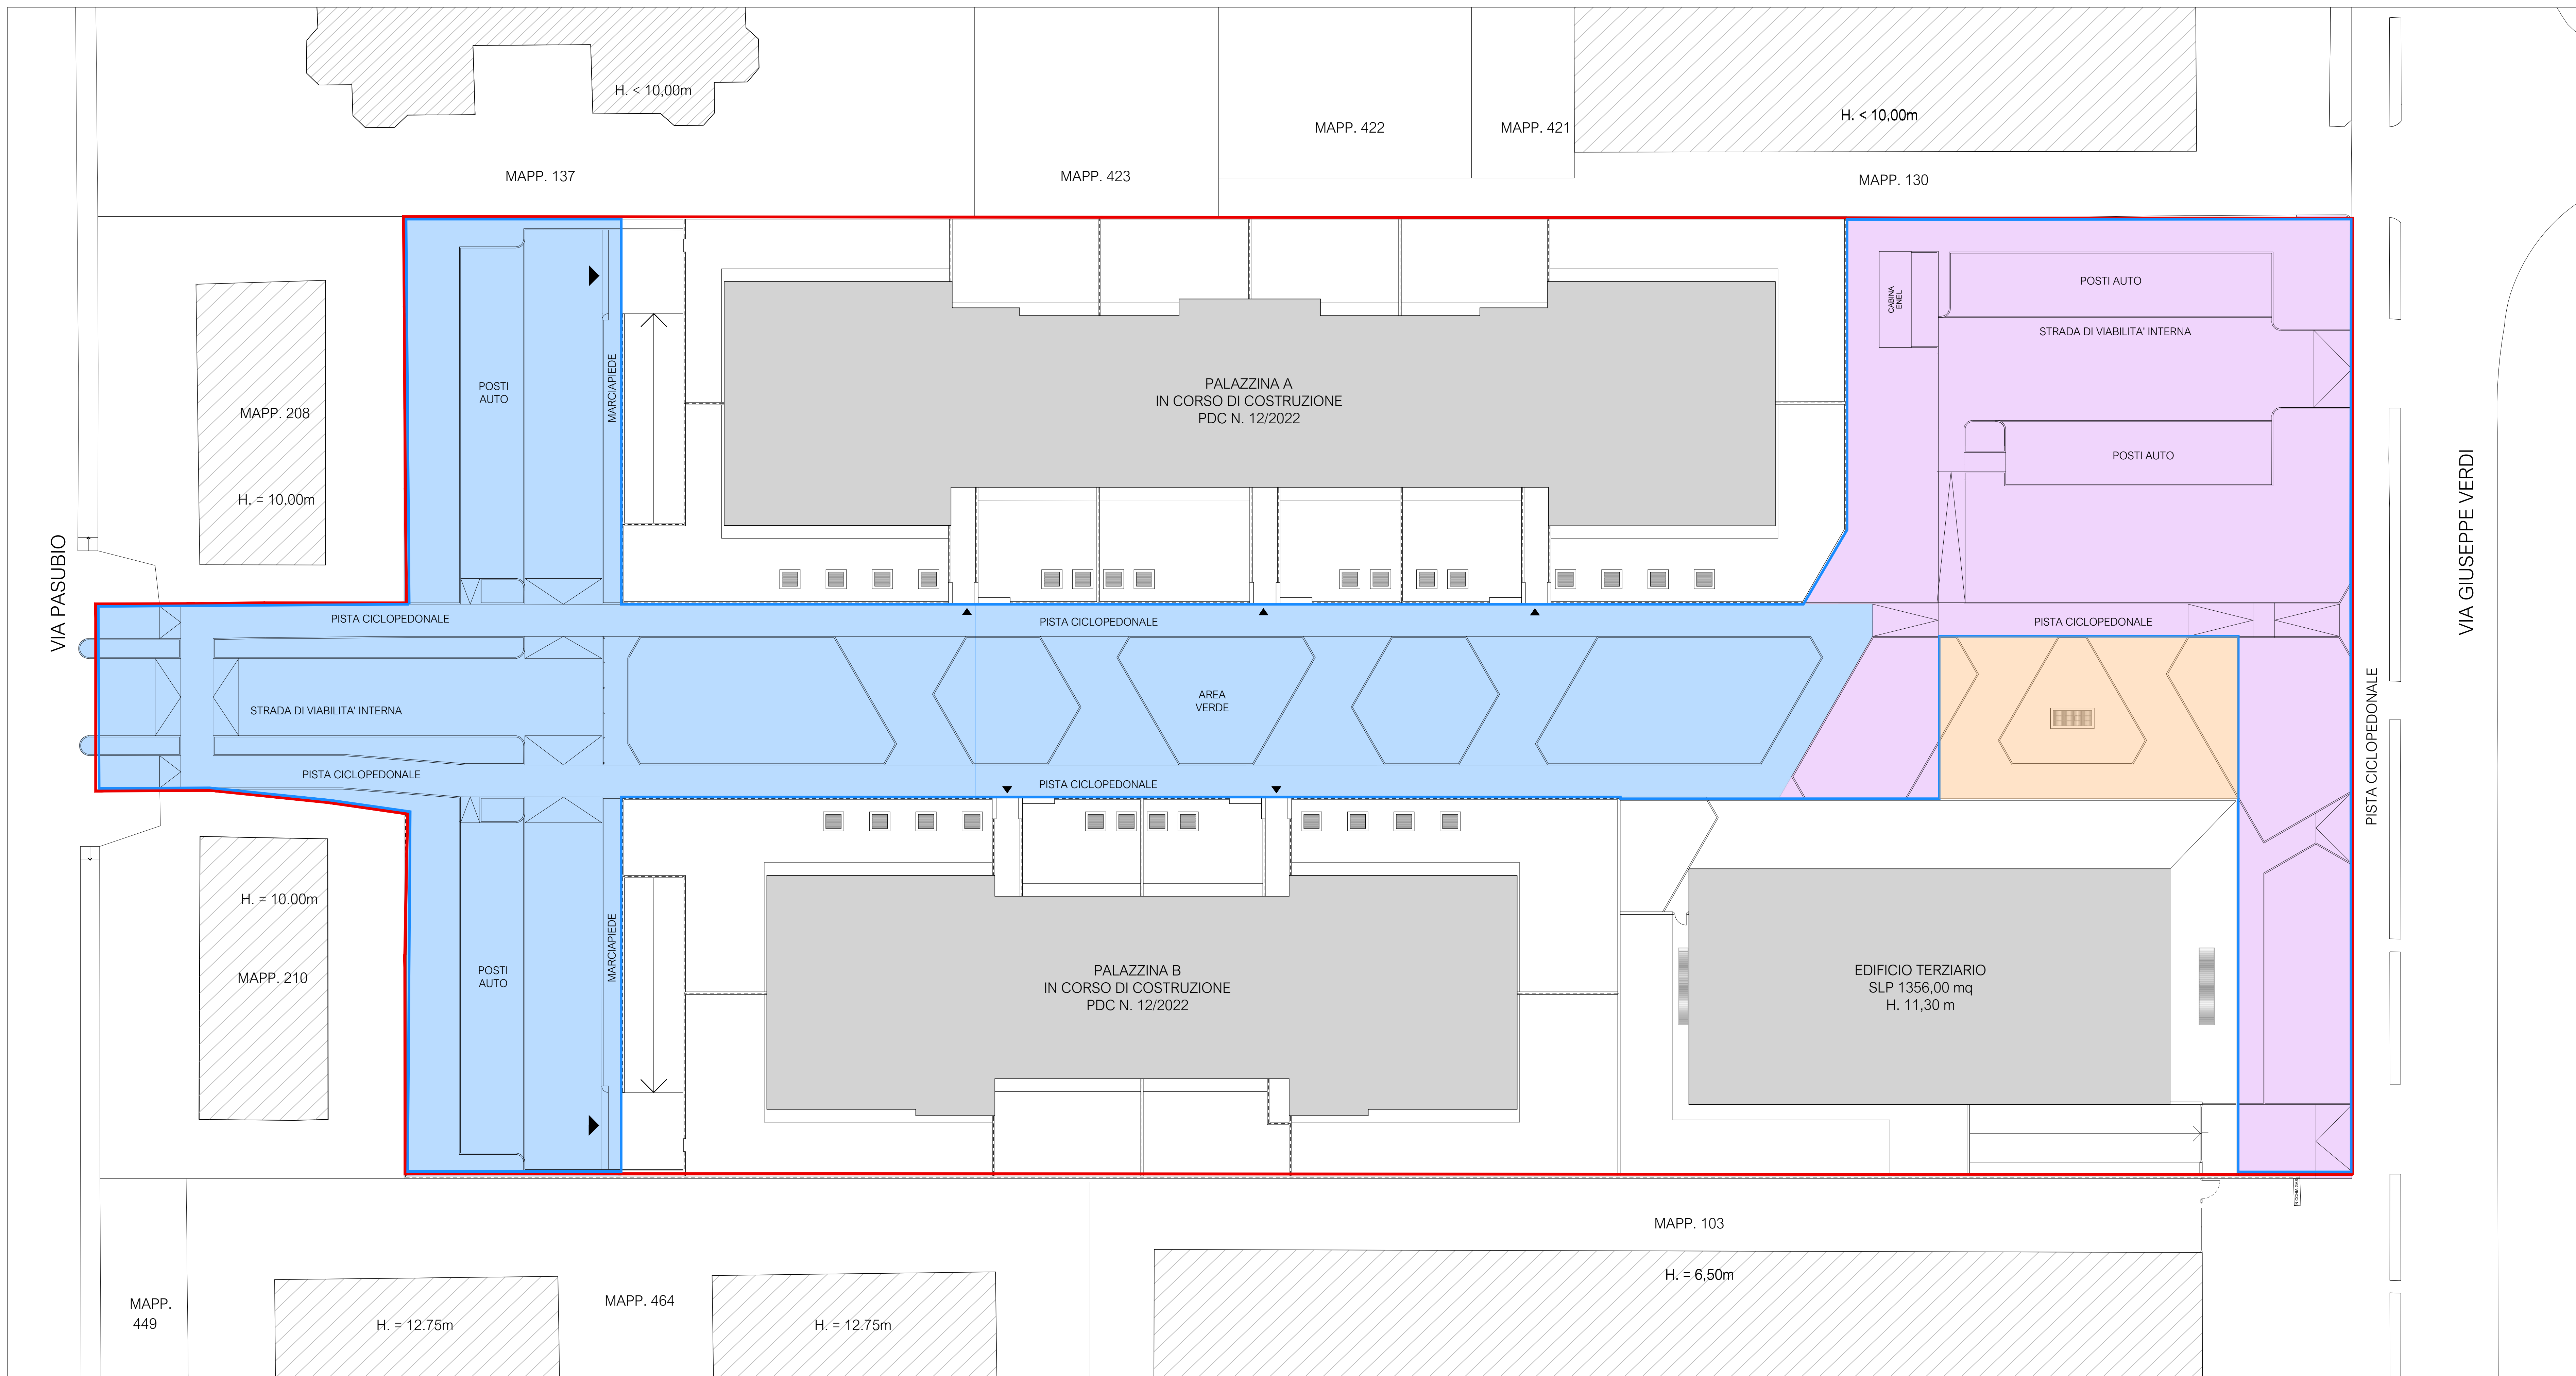 H. < 10,00m
H. < 10,00m
MAPP. 422
MAPP. 421
MAPP. 137
MAPP. 423
MAPP. 130
POSTI AUTO
CABINA
ENEL
STRADA DI VIABILITA' INTERNA
POSTI
AUTO
MARCIAPIEDE
PALAZZINA A
IN CORSO DI COSTRUZIONE
PDC N. 12/2022
MAPP. 208
POSTI AUTO
H. = 10.00m
VIA PASUBIO
VIA GIUSEPPE VERDI
PISTA CICLOPEDONALE
PISTA CICLOPEDONALE
PISTA CICLOPEDONALE
AREA
VERDE
STRADA DI VIABILITA' INTERNA
PISTA CICLOPEDONALE
PISTA CICLOPEDONALE
PISTA CICLOPEDONALE
H. = 10.00m
MARCIAPIEDE
MAPP. 210
POSTI
AUTO
PALAZZINA B
IN CORSO DI COSTRUZIONE
PDC N. 12/2022
EDIFICIO TERZIARIO
SLP 1356,00 mq
H. 11,30 m
MAPP. 103
H. = 6,50m
MAPP.
449
MAPP. 464
H. = 12.75m
H. = 12.75m